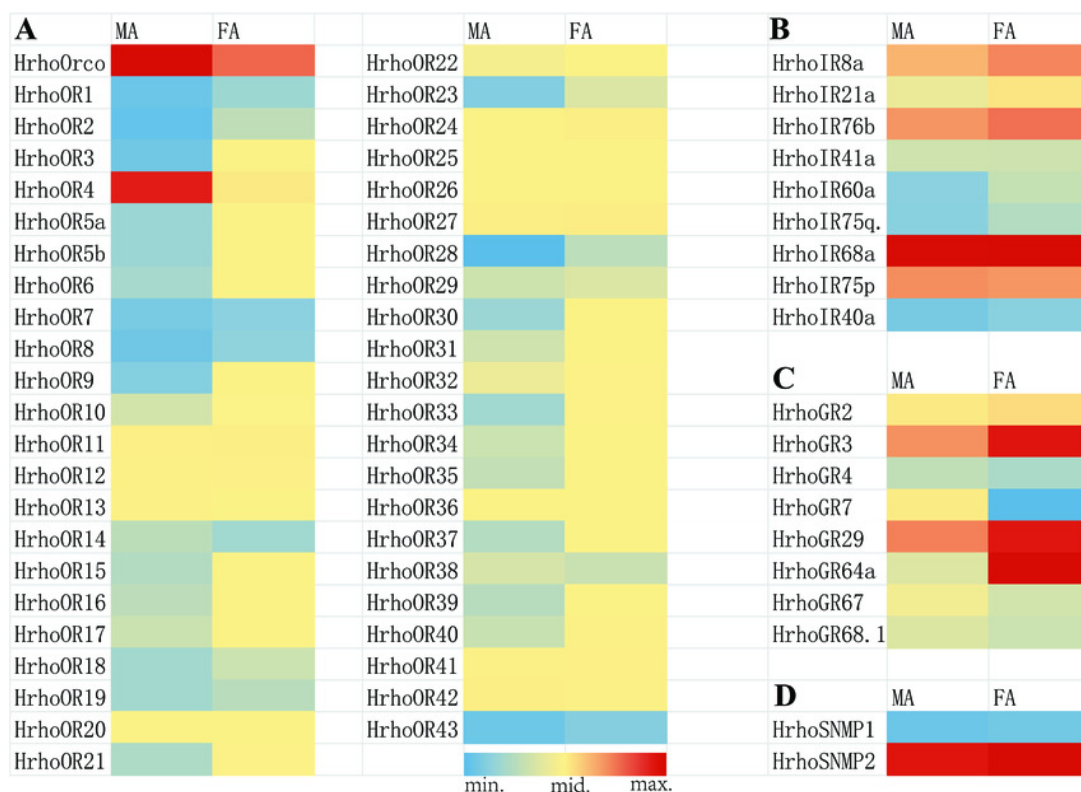 A MA FA
HrhoOrco
HrhoOR1
HrhoOR2
HrhoOR3
HrhoOR4
HrhoOR5a
HrhoOR5b
HrhoOR6
HrhoOR7
HrhoOR8
HrhoOR9
HrhoOR10
HrhoOR11
HrhoOR12
HrhoOR13
HrhoOR14
HrhoOR15
HrhoOR16
HrhoOR17
HrhoOR18
HrhoOR19
HrhoOR20
HrhoOR21
MA FA
HrhoOR22
HrhoOR23
HrhoOR24
HrhoOR25
HrhoOR26
HrhoOR27
HrhoOR28
HrhoOR29
HrhoOR30
HrhoOR31
HrhoOR32
HrhoOR33
HrhoOR34
HrhoOR35
HrhoOR36
HrhoOR37
HrhoOR38
HrhoOR39
HrhoOR40
HrhoOR41
HrhoOR42
HrhoOR43
min. mid. max.
B MA FA
HrhoIR8a
HrhoIR21a
HrhoIR76b
HrhoIR41a
HrhoIR60a
HrhoIR75q.
HrhoIR68a
HrhoIR75p
HrhoIR40a
C MA FA
HrhoGR2
HrhoGR3
HrhoGR4
HrhoGR7
HrhoGR29
HrhoGR64a
HrhoGR67
HrhoGR68.1
D MA FA
HrhoSNMP1
HrhoSNMP2